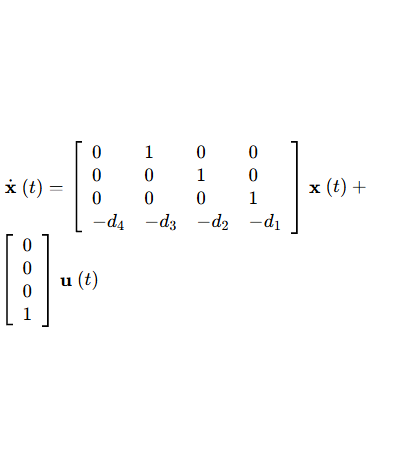 ẋ (t) = [ 0 1 0 0
0 0 1 0
0 0 0 1
−d₄ −d₃ −d₂ −d₁ ] x (t) +
[ 0
0
0
1 ] u (t)